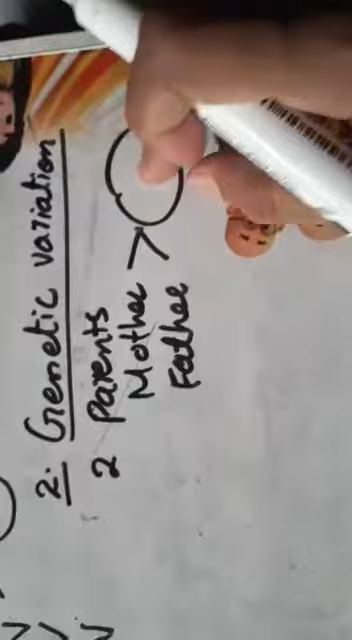 2. Genetic variation
2 Parents
Mother >
Father